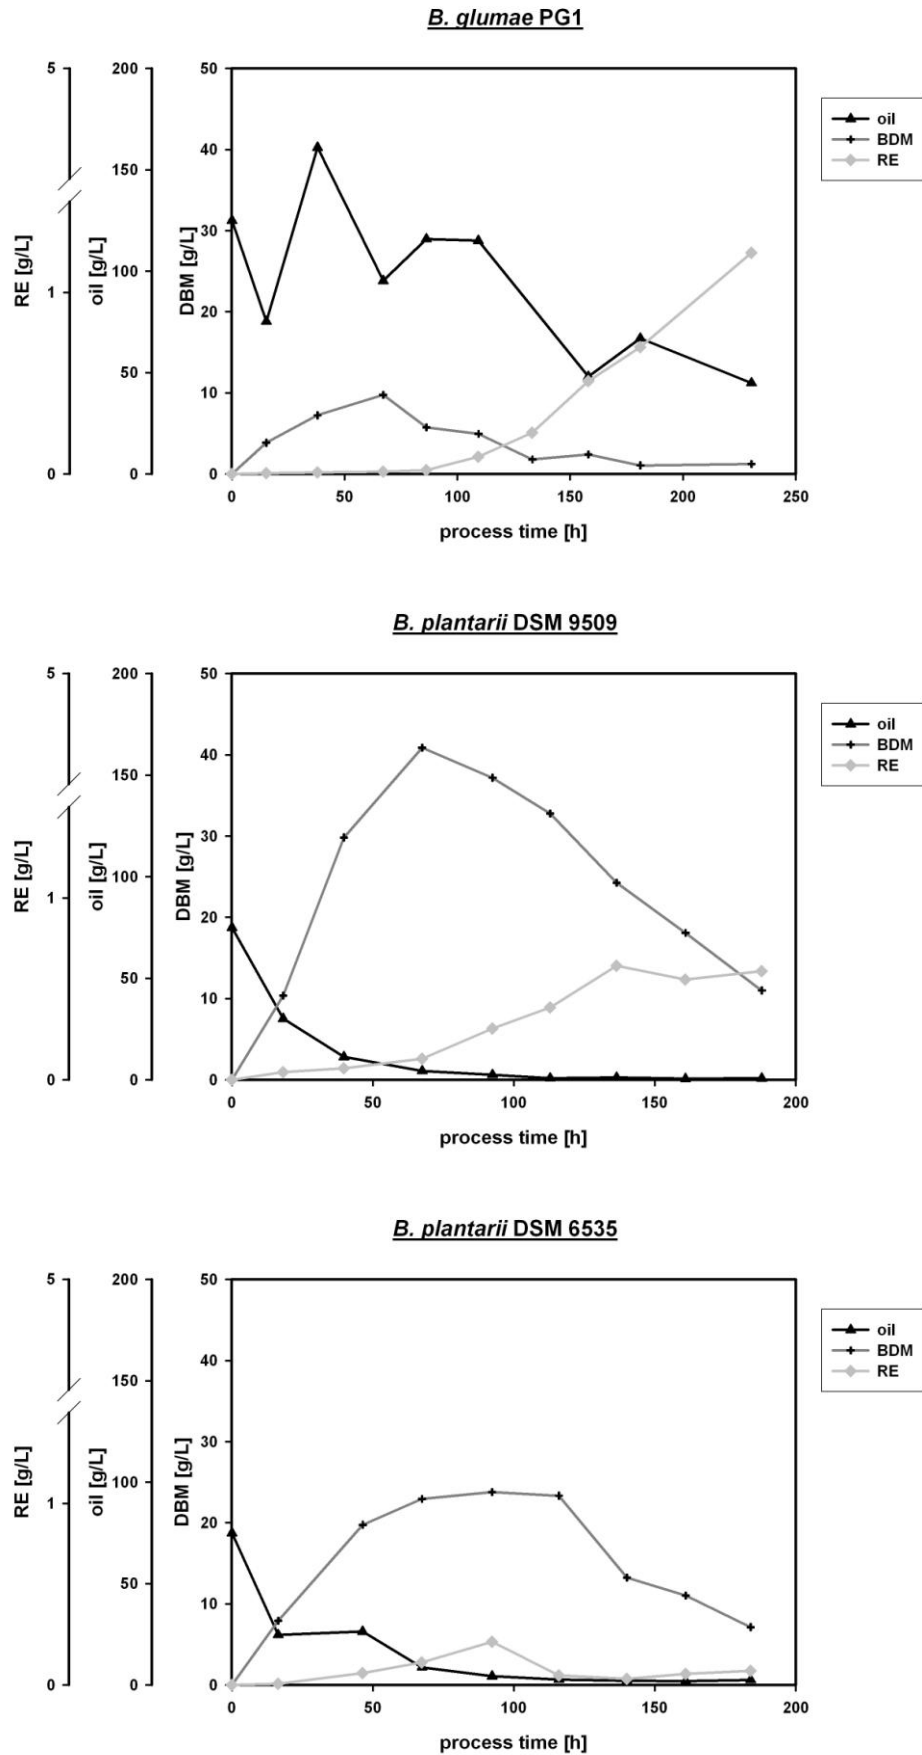 B. glumae PG1
5
200
50
oil
BDM
RE
40
150
30
RE [g/L]
oil [g/L]
DBM [g/L]
1
100
20
50
10
0
0
0
0
50
100
150
200
250
process time [h]
B. plantarii DSM 9509
5
200
50
oil
BDM
RE
40
150
30
RE [g/L]
oil [g/L]
DBM [g/L]
1
100
20
50
10
0
0
0
0
50
100
150
200
process time [h]
B. plantarii DSM 6535
5
200
50
oil
BDM
RE
40
150
30
RE [g/L]
oil [g/L]
DBM [g/L]
1
100
20
50
10
0
0
0
0
50
100
150
200
process time [h]